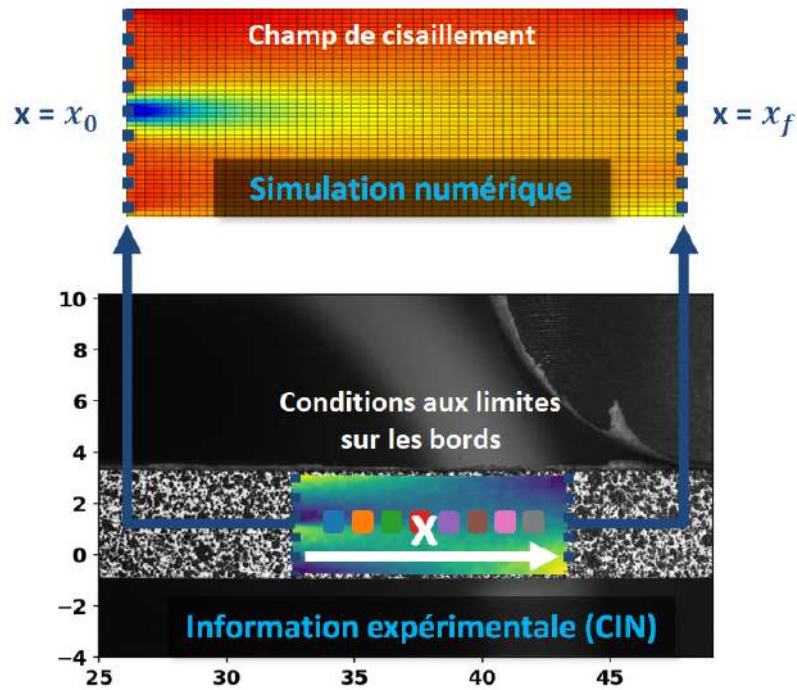 Champ de cisaillement
x = x₀
x = x_f
Simulation numérique
10
8
6
4
2
0
−2
−4
Conditions aux limites
sur les bords
X
Information expérimentale (CIN)
25
30
35
40
45